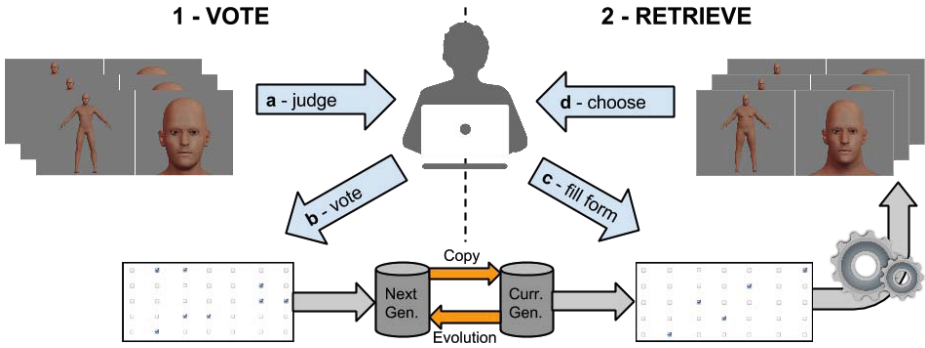 1 - VOTE
2 - RETRIEVE
a - judge
d - choose
b - vote
c - fill form
Copy
Next
Gen.
Curr.
Gen.
Evolution